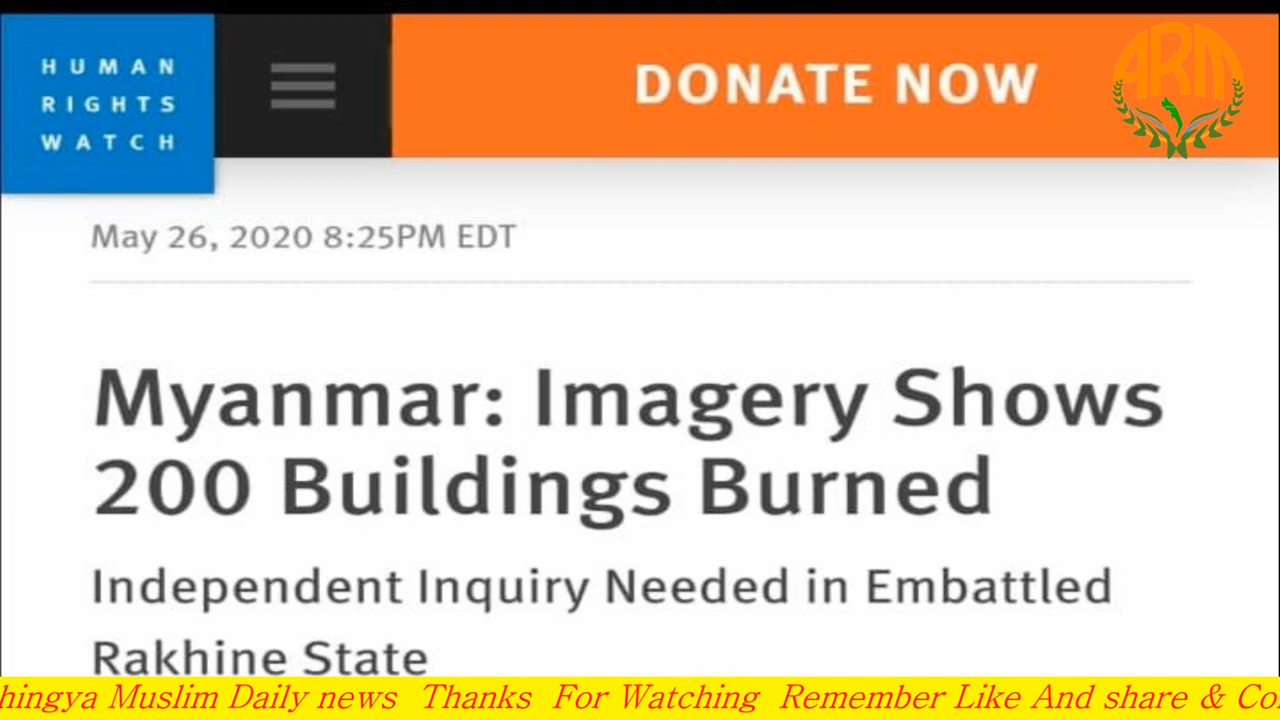 HUMAN
RIGHTS
WATCH
DONATE NOW
ARM
May 26, 2020 8:25PM EDT
Myanmar: Imagery Shows
200 Buildings Burned
Independent Inquiry Needed in Embattled
Rakhine State
hingya Muslim Daily news Thanks For Watching Remember Like And share & Co